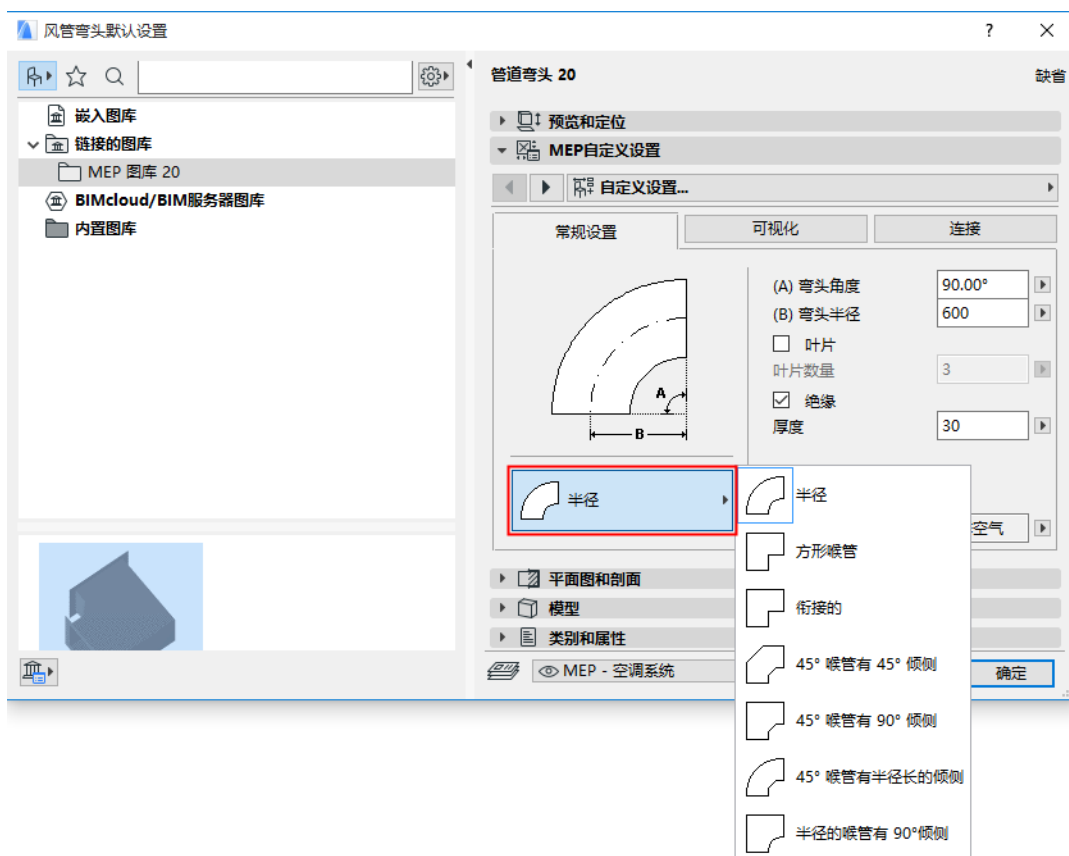 风管弯头默认设置
?
嵌入图库
链接的图库
MEP 图库 20
BIMcloud/BIM服务器图库
内置图库
管道弯头 20
缺省
预览和定位
MEP自定义设置
自定义设置...
常规设置
可视化
连接
A
B
(A) 弯头角度
90.00°
(B) 弯头半径
600
叶片
叶片数量
3
绝缘
厚度
30
半径
空气
平面图和剖面
模型
类别和属性
MEP - 空调系统
确定
半径
方形喉管
衔接的
45° 喉管有 45° 倾侧
45° 喉管有 90° 倾侧
45° 喉管有半径长的倾侧
半径的喉管有 90°倾侧